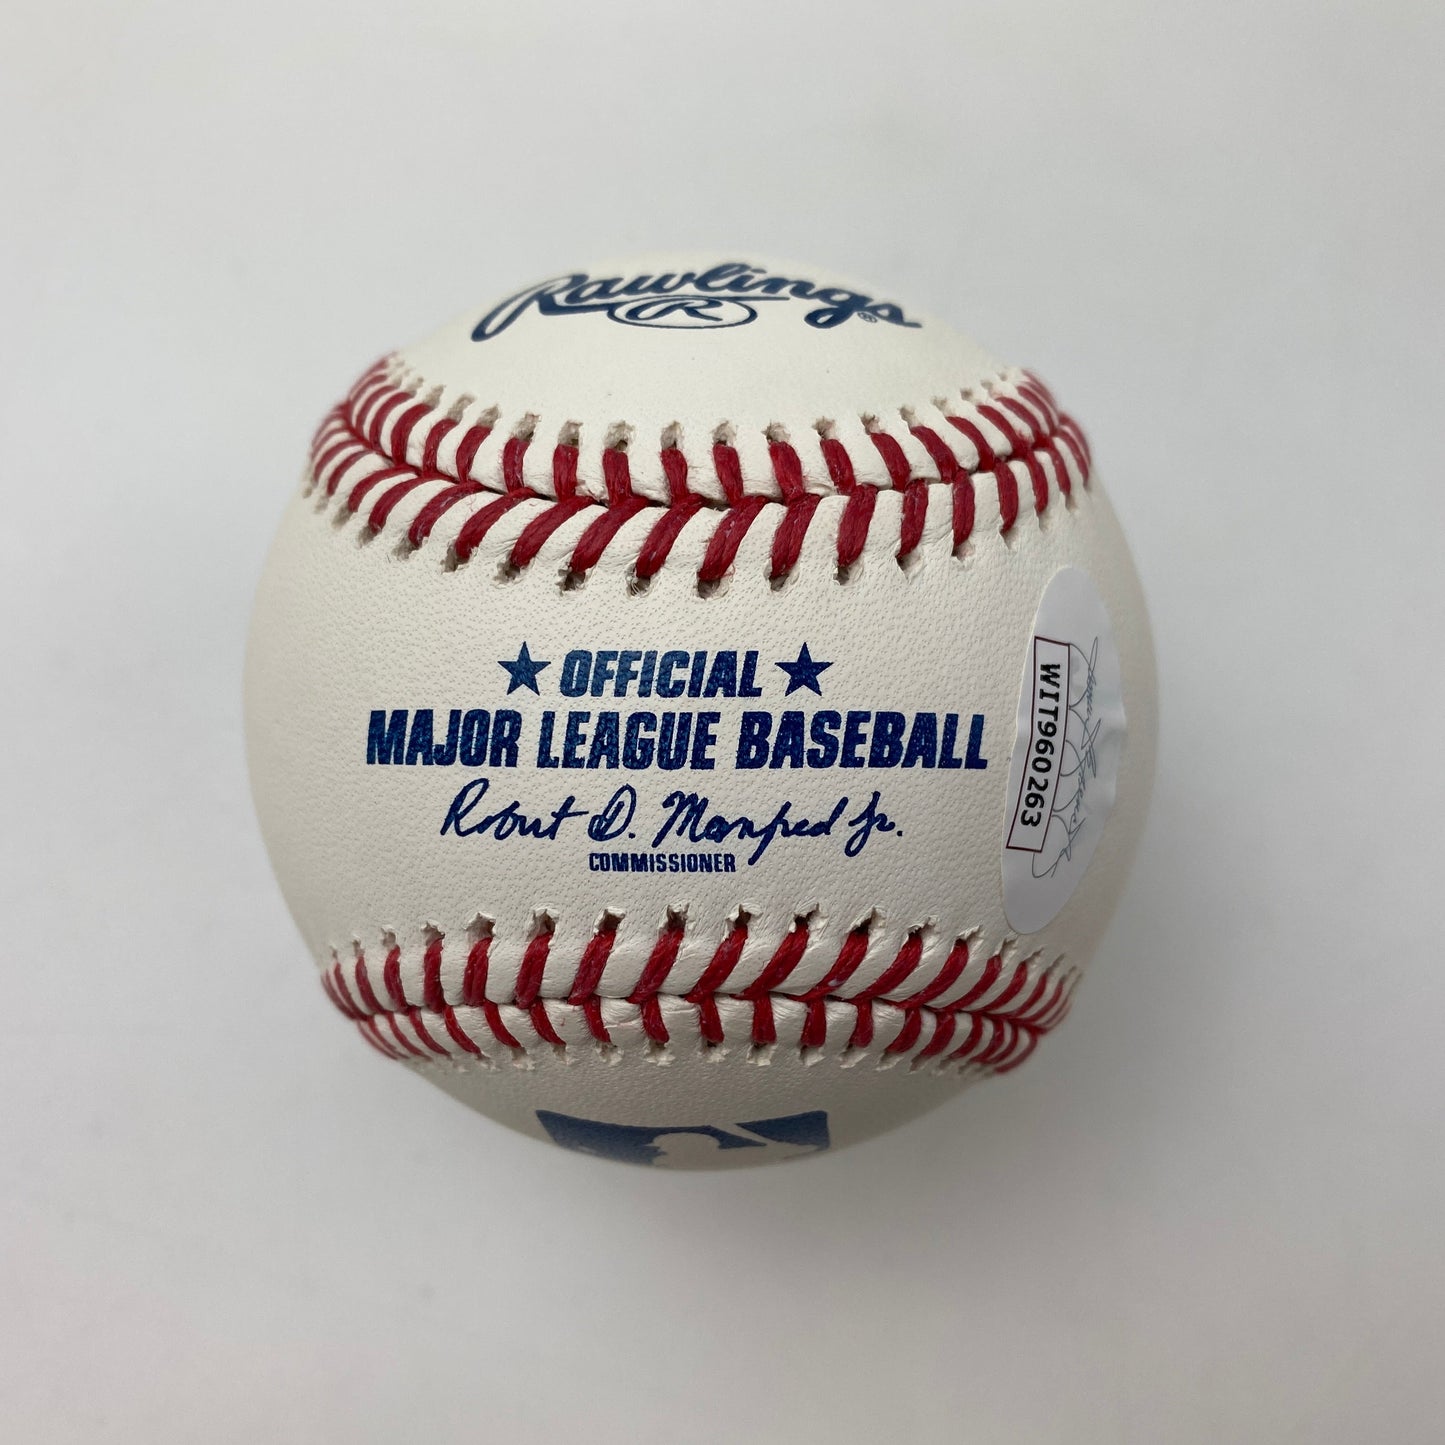 Rawlings ®
R
★ OFFICIAL ★
MAJOR LEAGUE BASEBALL
Robert D. Manfred Jr.
COMMISSIONER
WIT960263